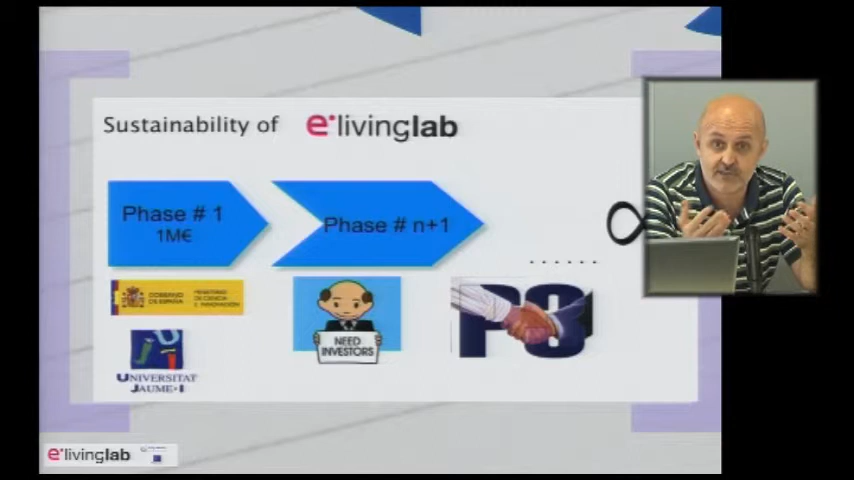 Sustainability of e·livinglab
Phase # 1
1M€
Phase # n+1
......
∞
GOBIERNO
DE ESPAÑA
MINISTERIO
DE CIENCIA
E INNOVACIÓN
NEED
INVESTORS
UNIVERSITAT
JAUME·I
e·livinglab